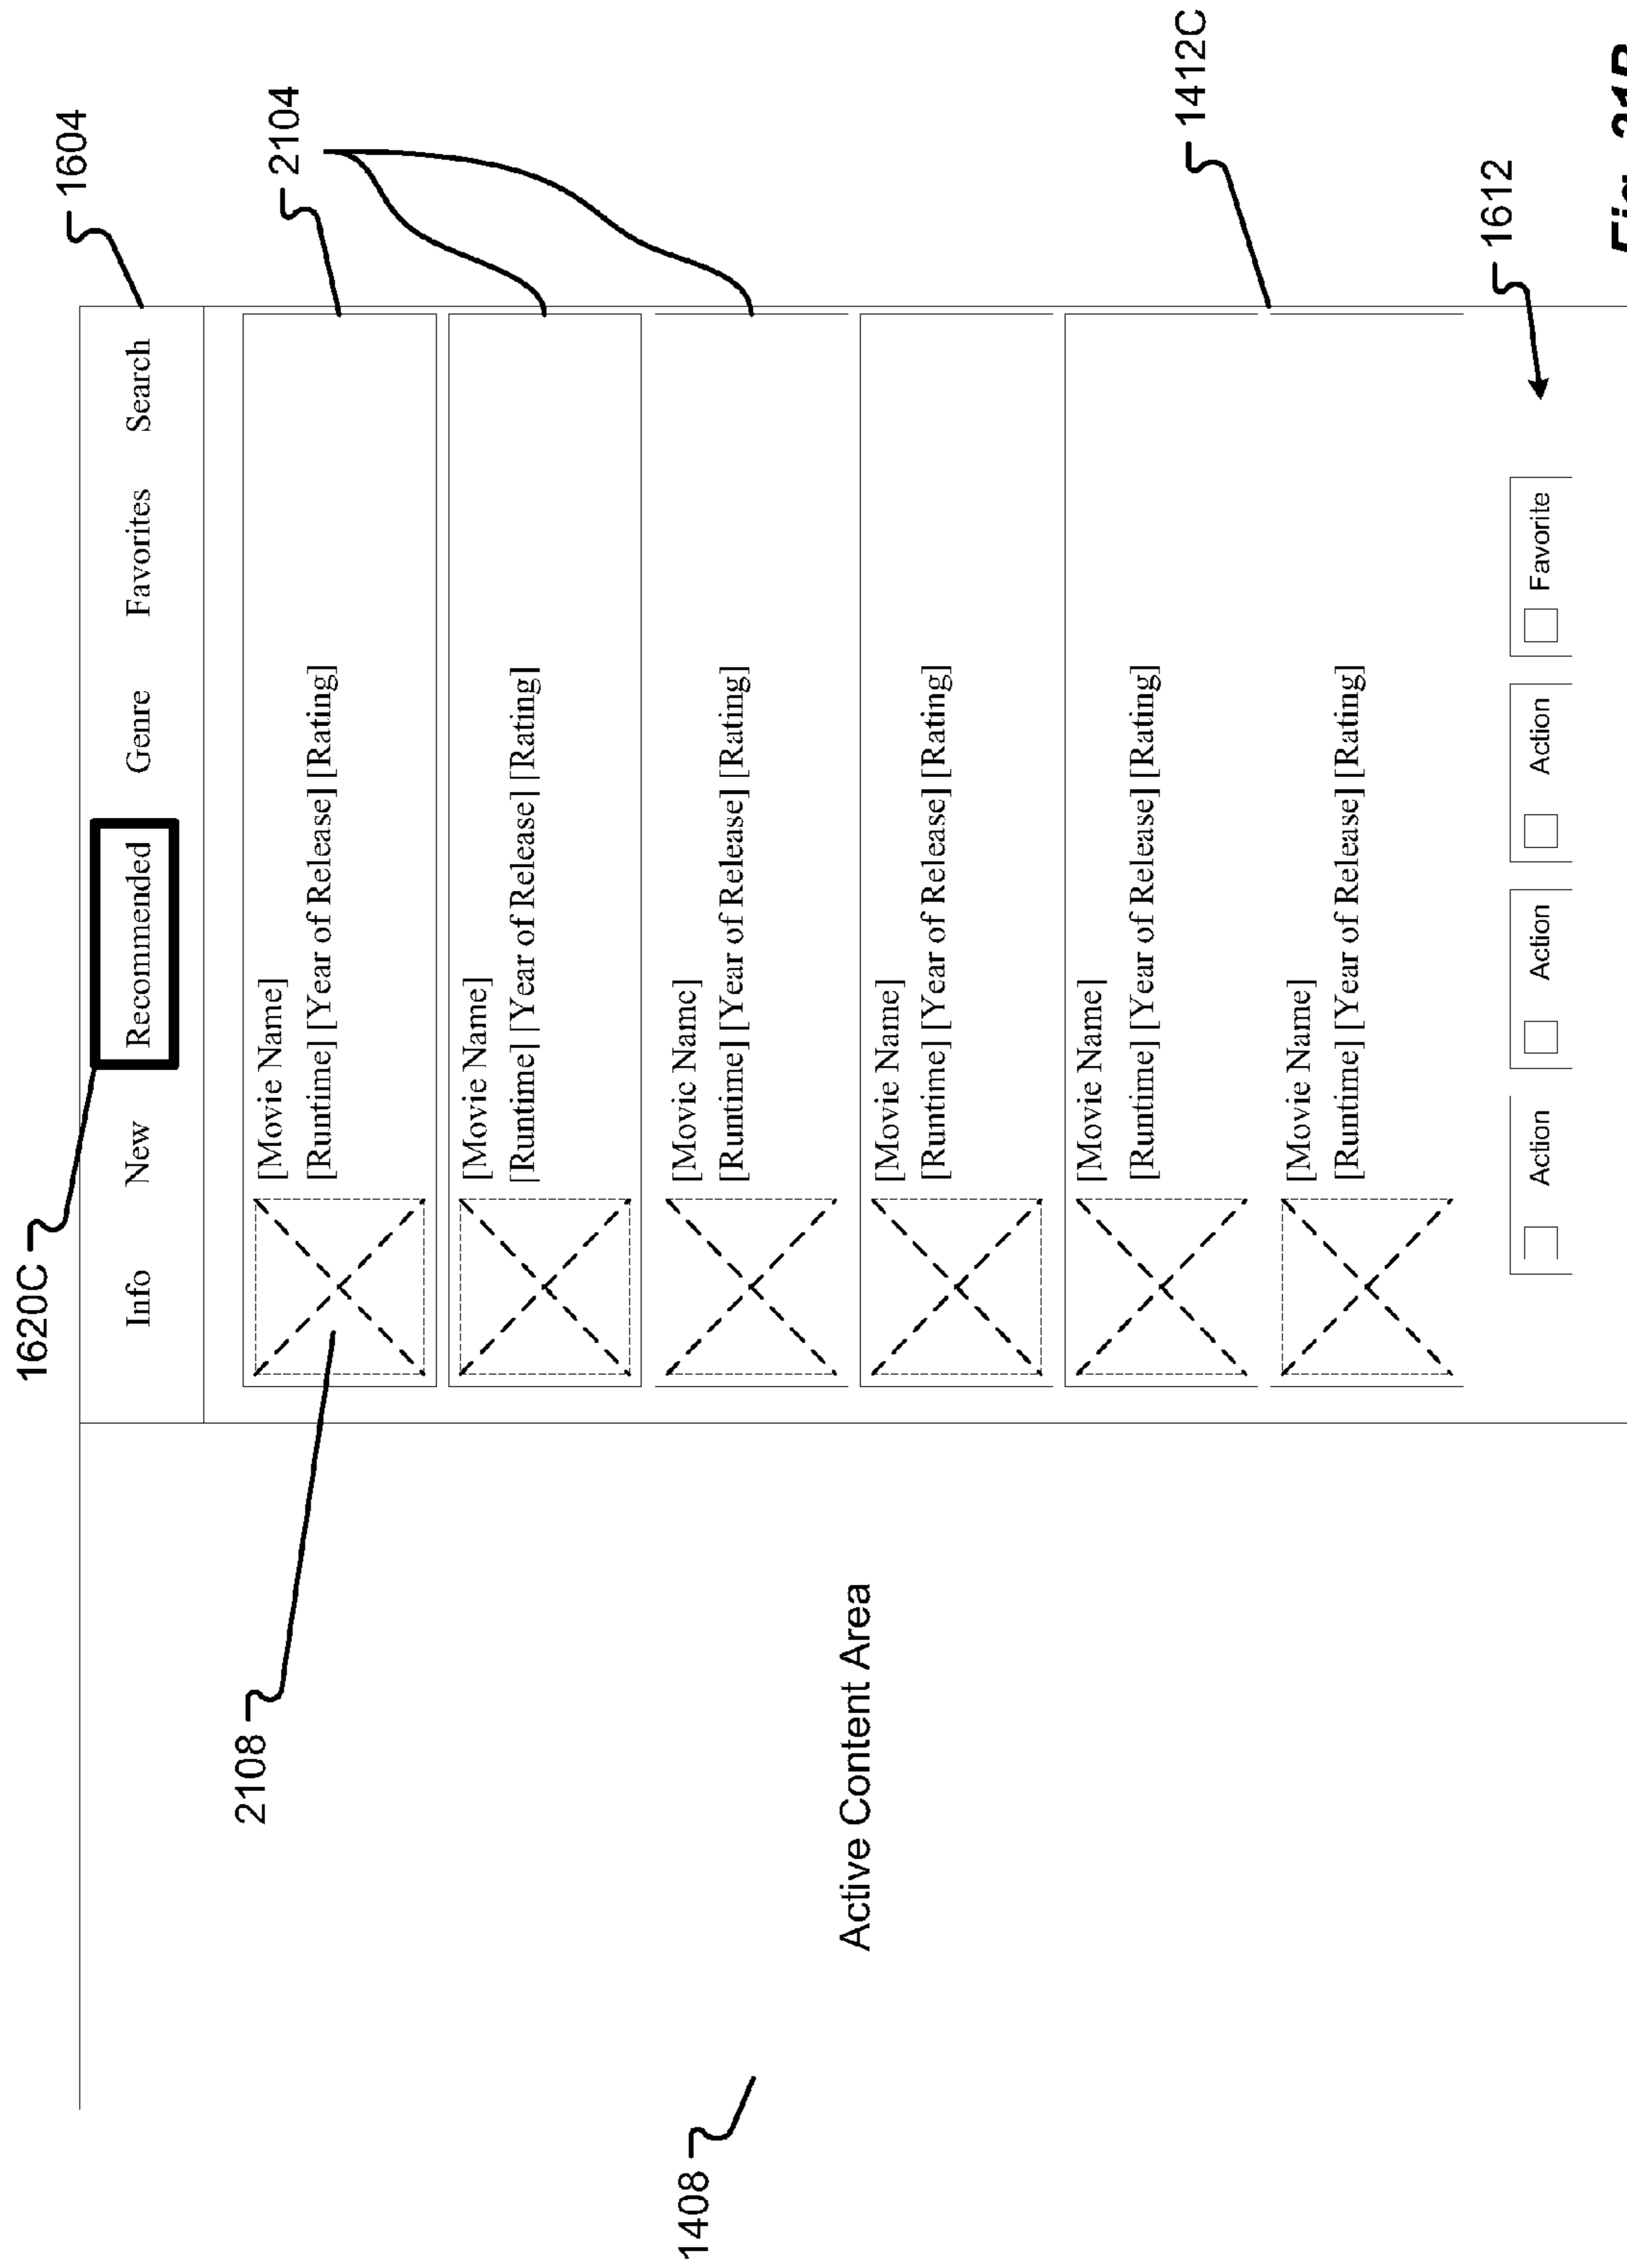 1620C
1604
Info New Recommended Genre Favorites Search
2108
2104
[Movie Name]
[Runtime] [Year of Release] [Rating]
[Movie Name]
[Runtime] [Year of Release] [Rating]
[Movie Name]
[Runtime] [Year of Release] [Rating]
1408
Active Content Area
[Movie Name]
[Runtime] [Year of Release] [Rating]
[Movie Name]
[Runtime] [Year of Release] [Rating]
1412C
[Movie Name]
[Runtime] [Year of Release] [Rating]
1612
Action Action Action Favorite
Fig. 21B